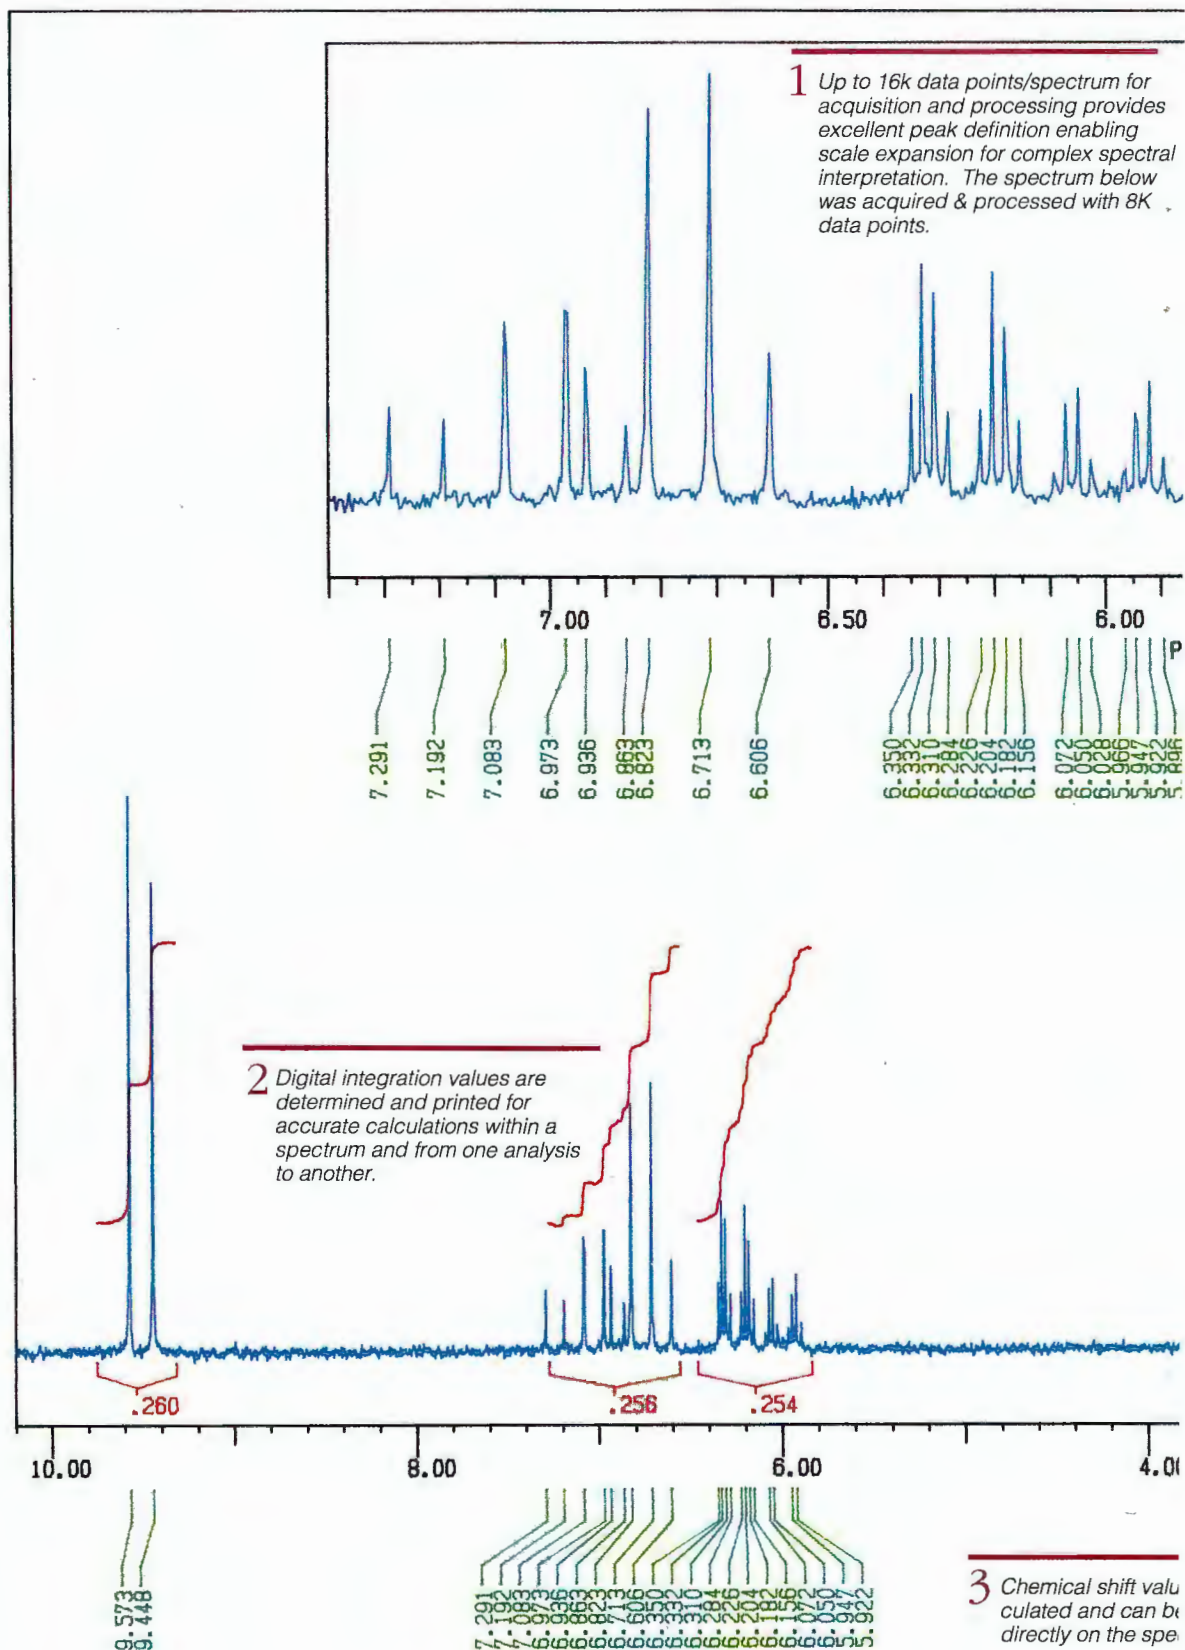 1 Up to 16k data points/spectrum for
acquisition and processing provides
excellent peak definition enabling
scale expansion for complex spectral
interpretation. The spectrum below
was acquired & processed with 8K
data points.
7.00 6.50 6.00
P
7.291 7.192 7.083 6.973 6.936 6.863 6.823 6.713 6.606 6.350 6.332 6.310 6.284 6.226 6.204 6.182 6.156 6.072 6.050 6.028 5.966 5.947 5.922 5.896
2 Digital integration values are
determined and printed for
accurate calculations within a
spectrum and from one analysis
to another.
.260 .256 .254
10.00 8.00 6.00 4.00
9.573 9.448 7.291 7.192 7.083 6.973 6.936 6.863 6.823 6.713 6.606 6.350 6.332 6.310 6.284 6.226 6.204 6.182 6.156 6.072 6.050 5.947 5.922
3 Chemical shift valu
culated and can be
directly on the spe